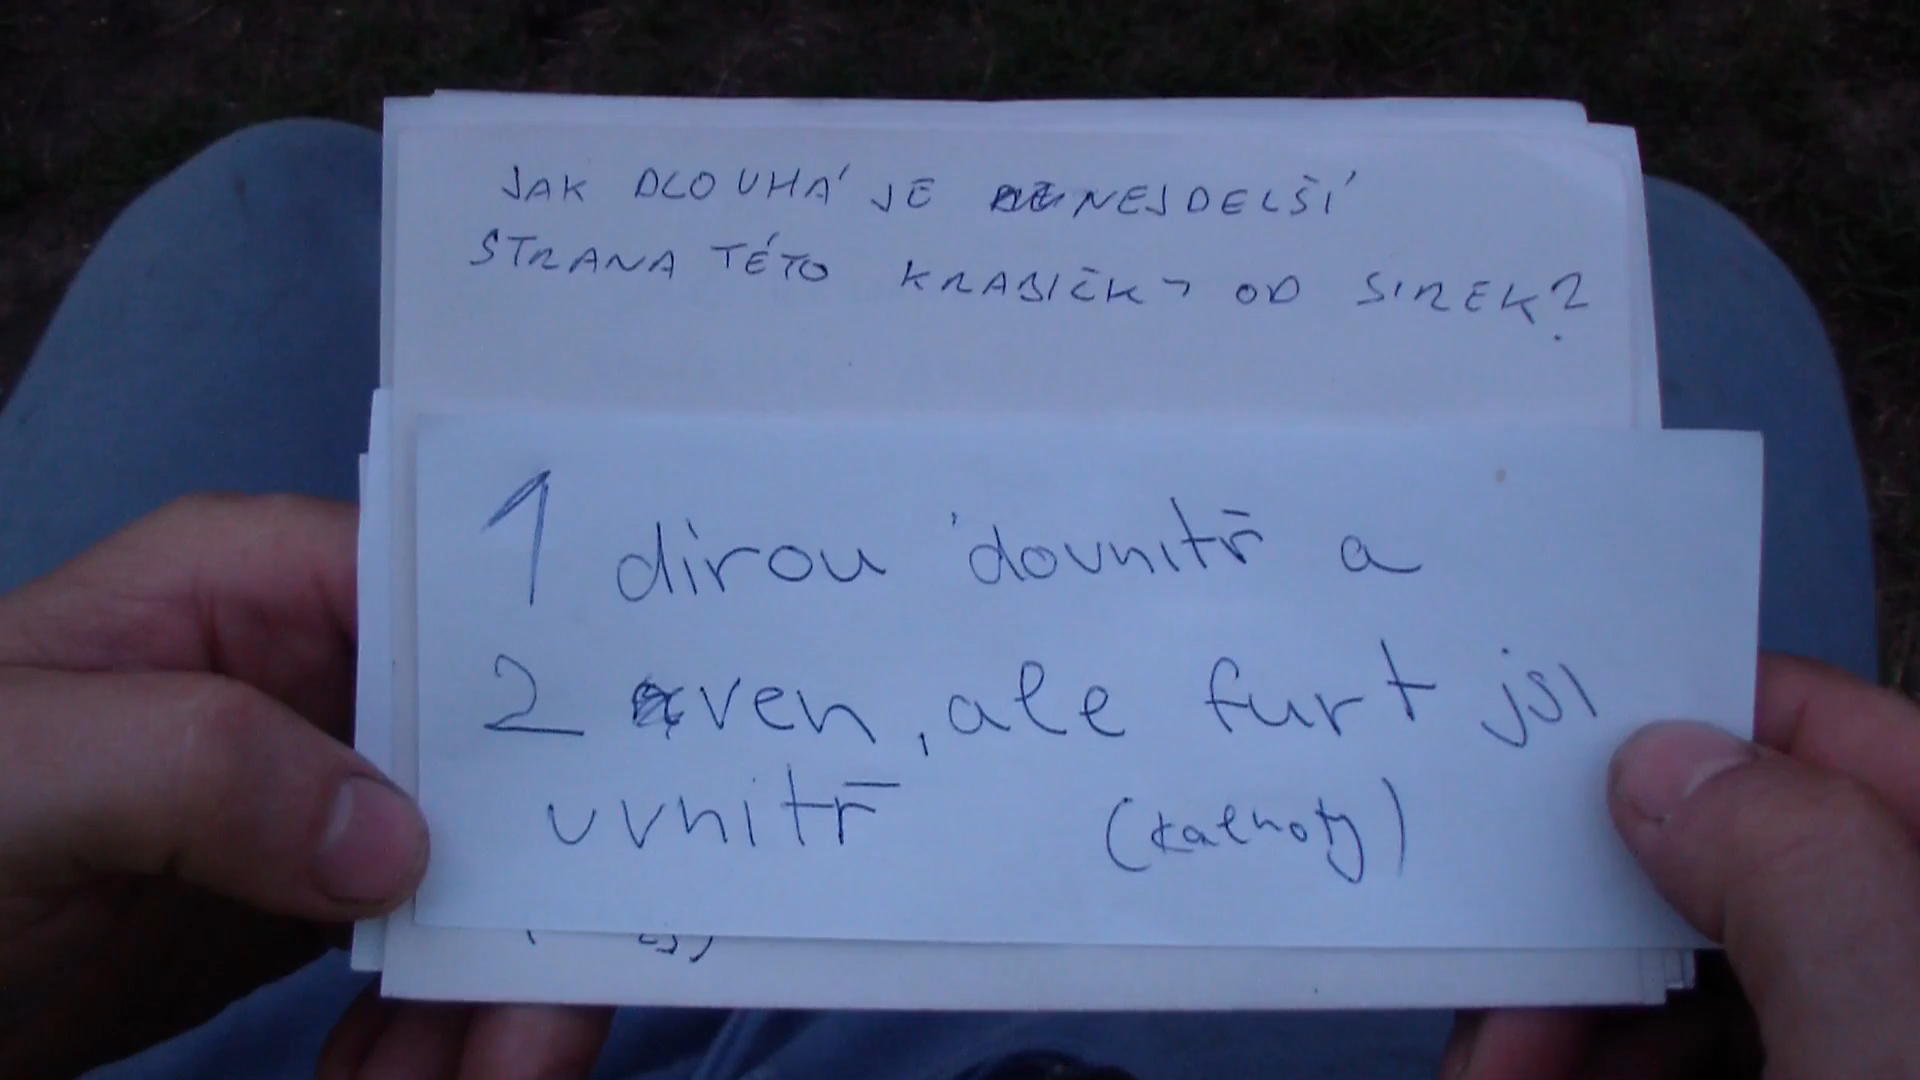 JAK DLOUHÁ JE NEJDELŠÍ
STRANA TÉTO KRABIČKY OD SIREK?
1 dirou dovnitř a
2 ven, ale furt jsi
uvnitř (kalhoty)